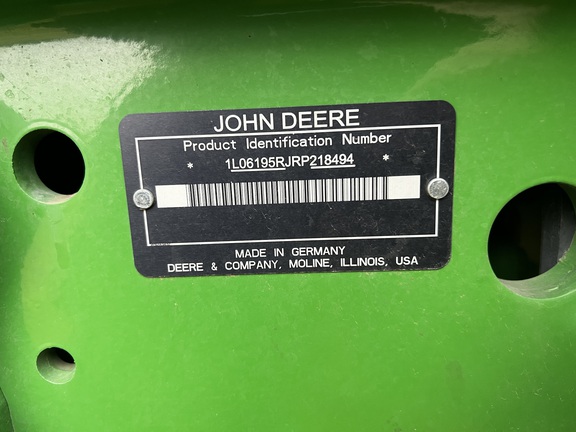 JOHN DEERE
Product Identification Number
* 1L06195RJRP218494 *
MADE IN GERMANY
DEERE & COMPANY, MOLINE, ILLINOIS, USA